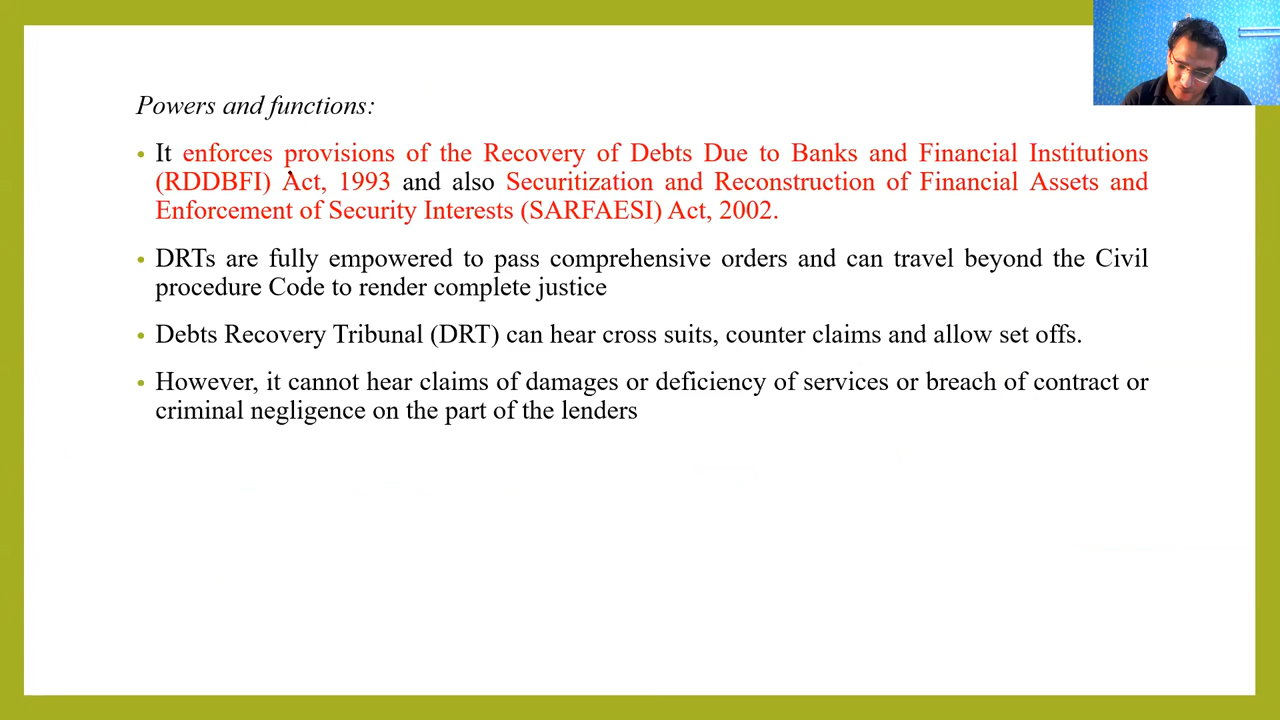 Powers and functions:
• It enforces provisions of the Recovery of Debts Due to Banks and Financial Institutions
(RDDBFI) Act, 1993 and also Securitization and Reconstruction of Financial Assets and
Enforcement of Security Interests (SARFAESI) Act, 2002.
• DRTs are fully empowered to pass comprehensive orders and can travel beyond the Civil
procedure Code to render complete justice
• Debts Recovery Tribunal (DRT) can hear cross suits, counter claims and allow set offs.
• However, it cannot hear claims of damages or deficiency of services or breach of contract or
criminal negligence on the part of the lenders